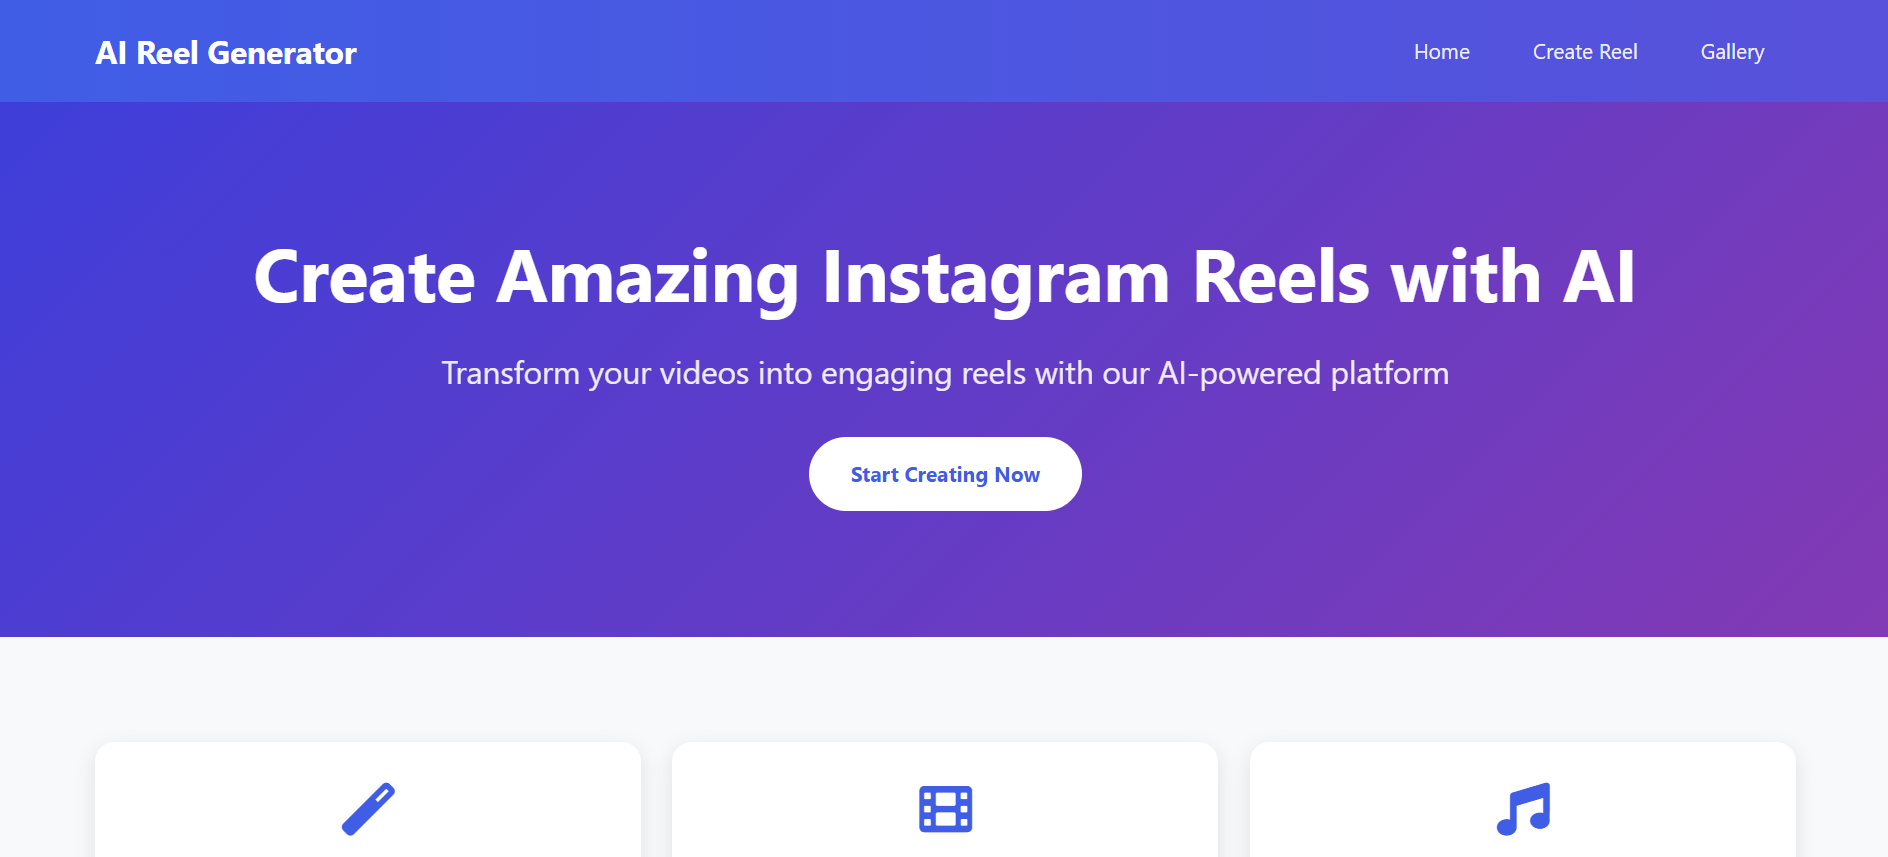 AI Reel Generator
Home
Create Reel
Gallery
Create Amazing Instagram Reels with AI
Transform your videos into engaging reels with our AI-powered platform
Start Creating Now